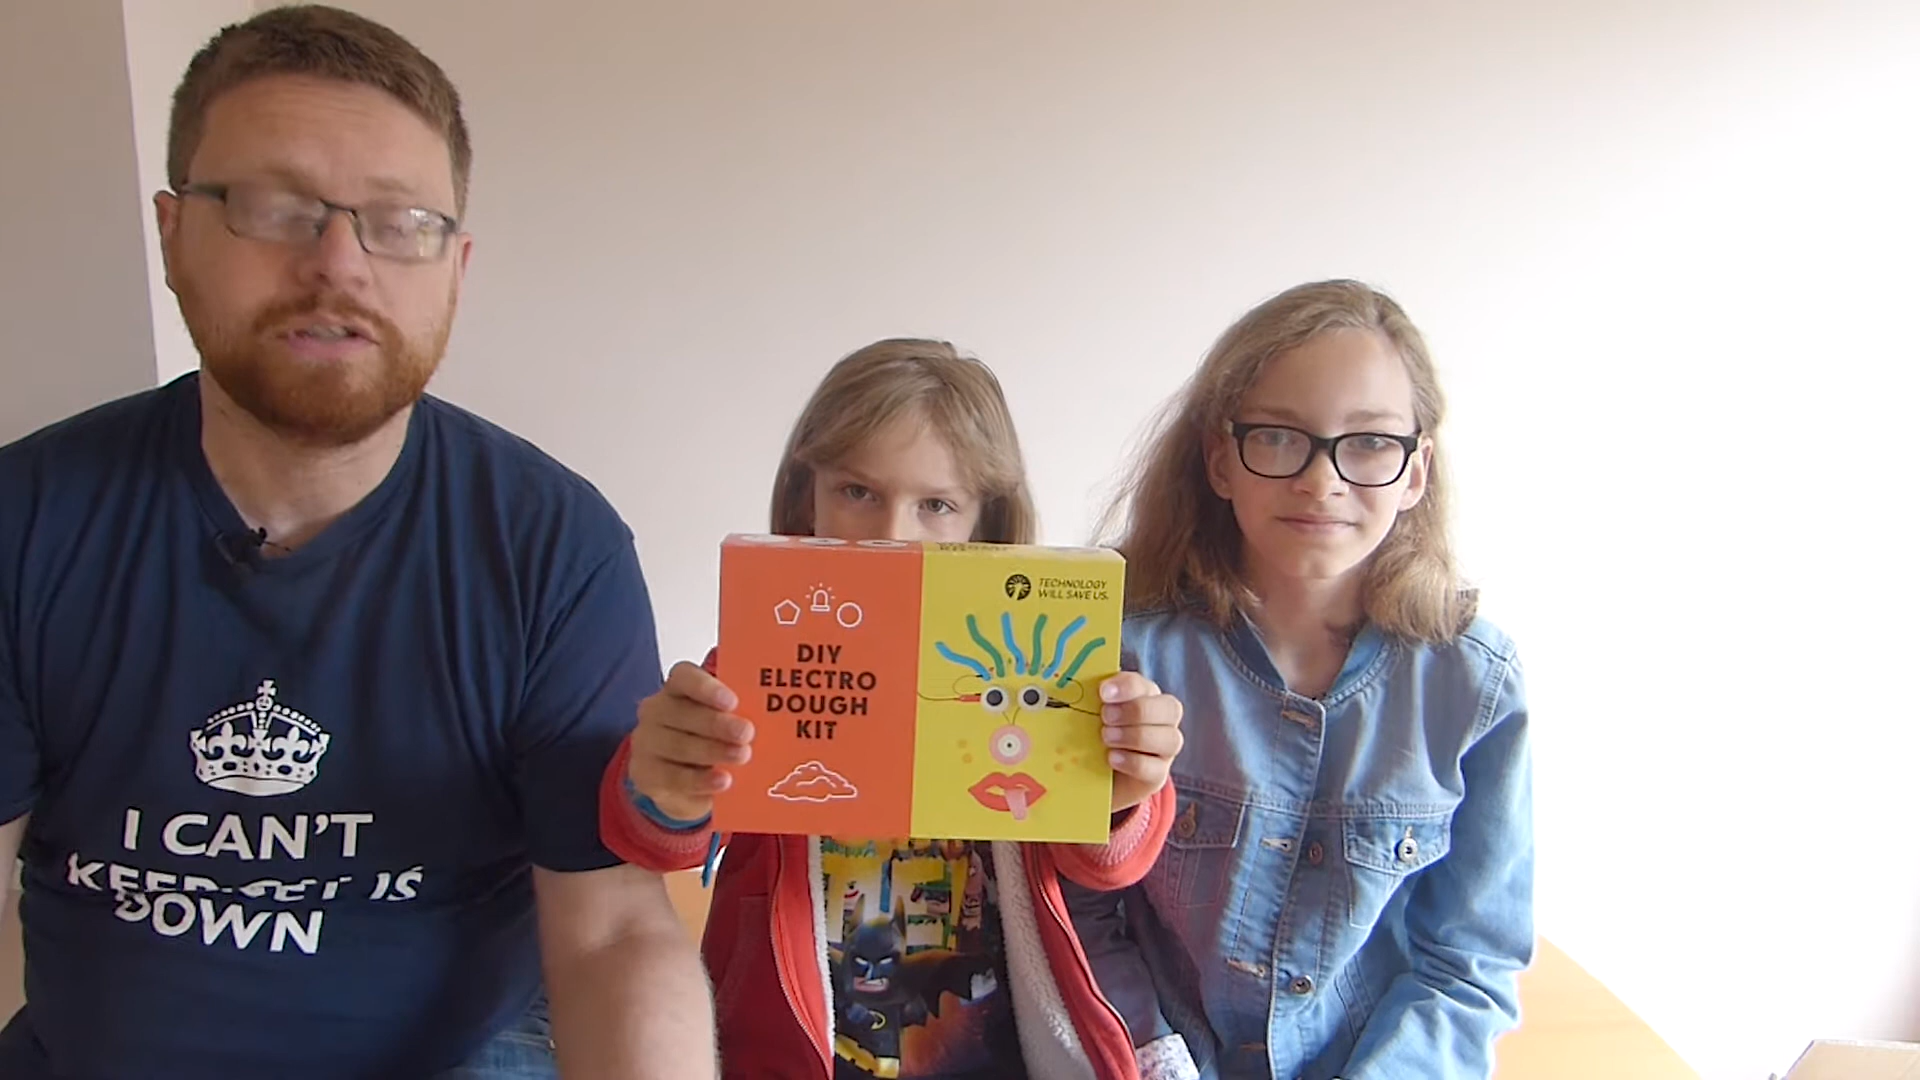 DIY
ELECTRO
DOUGH
KIT
TECHNOLOGY
WILL SAVE US.
I CAN'T
DOWN